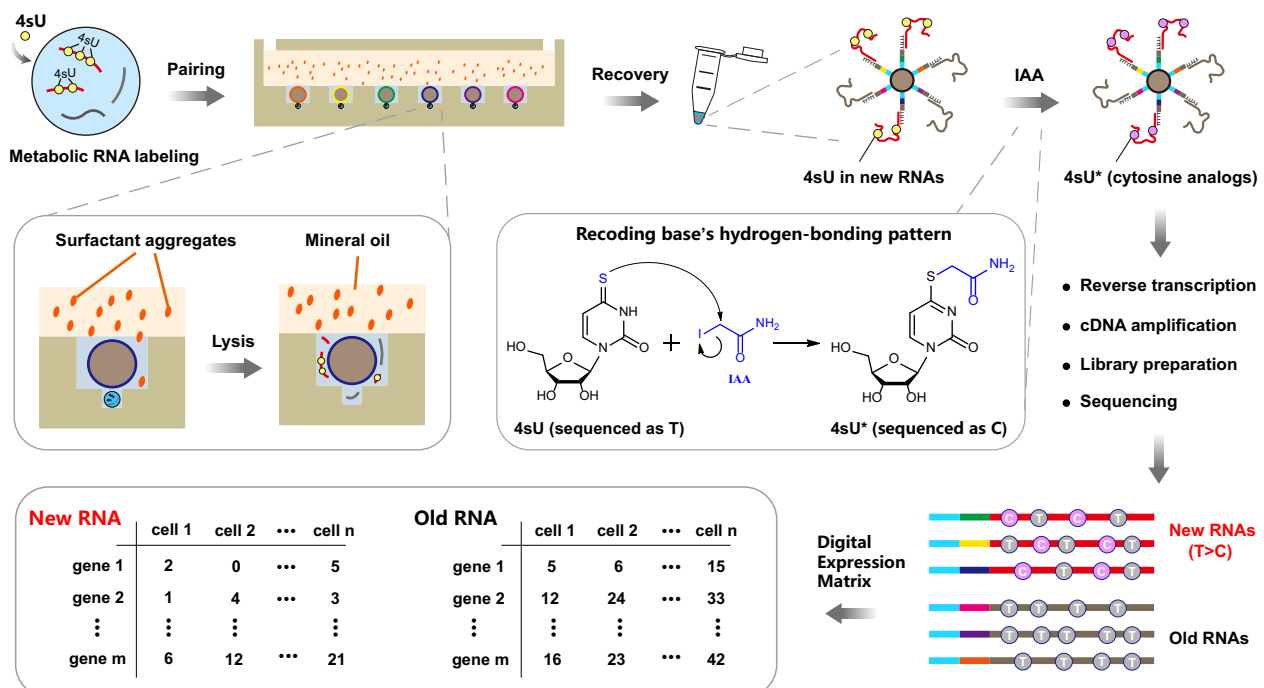 4sU
4sU
4sU
Metabolic RNA labeling
Pairing
Recovery
4sU in new RNAs
IAA
4sU* (cytosine analogs)
Surfactant aggregates
Mineral oil
Lysis
Recoding base's hydrogen-bonding pattern
S
NH
N
O
HO
O
OH
HO
I
NH₂
O
IAA
4sU (sequenced as T)
S
NH₂
O
N
N
O
HO
O
HO
OH
4sU* (sequenced as C)
● Reverse transcription
● cDNA amplification
● Library preparation
● Sequencing
C T C T
T C T C T
C T C T
New RNAs
(T>C)
T T T T
T T T T T
T T T T
Old RNAs
Digital
Expression
Matrix
New RNA
cell 1 cell 2 ••• cell n
gene 1 2 0 ••• 5
gene 2 1 4 ••• 3
gene m 6 12 ••• 21
Old RNA
cell 1 cell 2 ••• cell n
gene 1 5 6 ••• 15
gene 2 12 24 ••• 33
gene m 16 23 ••• 42